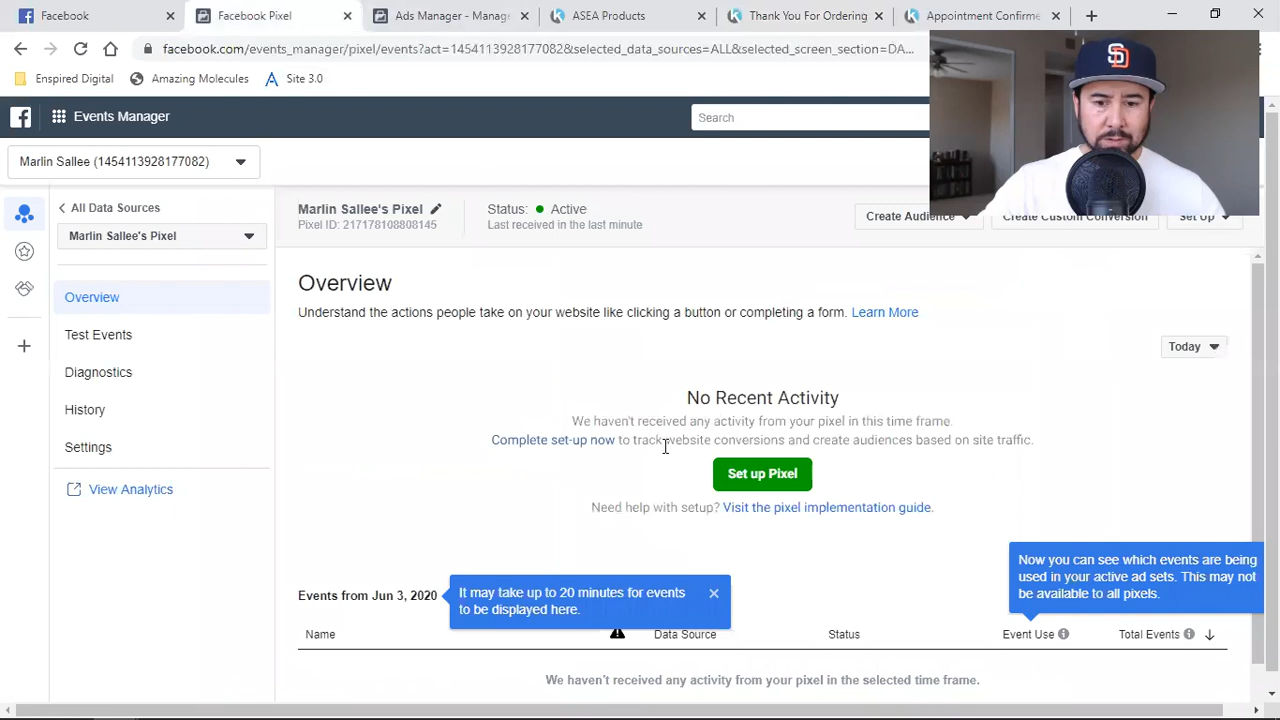 Facebook
Facebook Pixel
Ads Manager - Manag
ASEA Products
Thank You For Ordering
Appointment Confirme
facebook.com/events_manager/pixel/events?act=1454113928177082&selected_data_sources=ALL&selected_screen_section=DA...
Enspired Digital
Amazing Molecules
Site 3.0
Events Manager
Search
Marlin Sallee (1454113928177082)
All Data Sources
Marlin Sallee's Pixel
Overview
Test Events
Diagnostics
History
Settings
View Analytics
Marlin Sallee's Pixel
Pixel ID: 217178108808145
Status: Active
Last received in the last minute
Create Audience
Create Custom Conversion
Set Up
Overview
Understand the actions people take on your website like clicking a button or completing a form. Learn More
Today
No Recent Activity
We haven't received any activity from your pixel in this time frame.
Complete set-up now to track website conversions and create audiences based on site traffic.
Set up Pixel
Need help with setup? Visit the pixel implementation guide.
Now you can see which events are being
used in your active ad sets. This may not
be available to all pixels.
Events from Jun 3, 2020
It may take up to 20 minutes for events
to be displayed here.
Name
Data Source
Status
Event Use
Total Events
We haven't received any activity from your pixel in the selected time frame.
SD